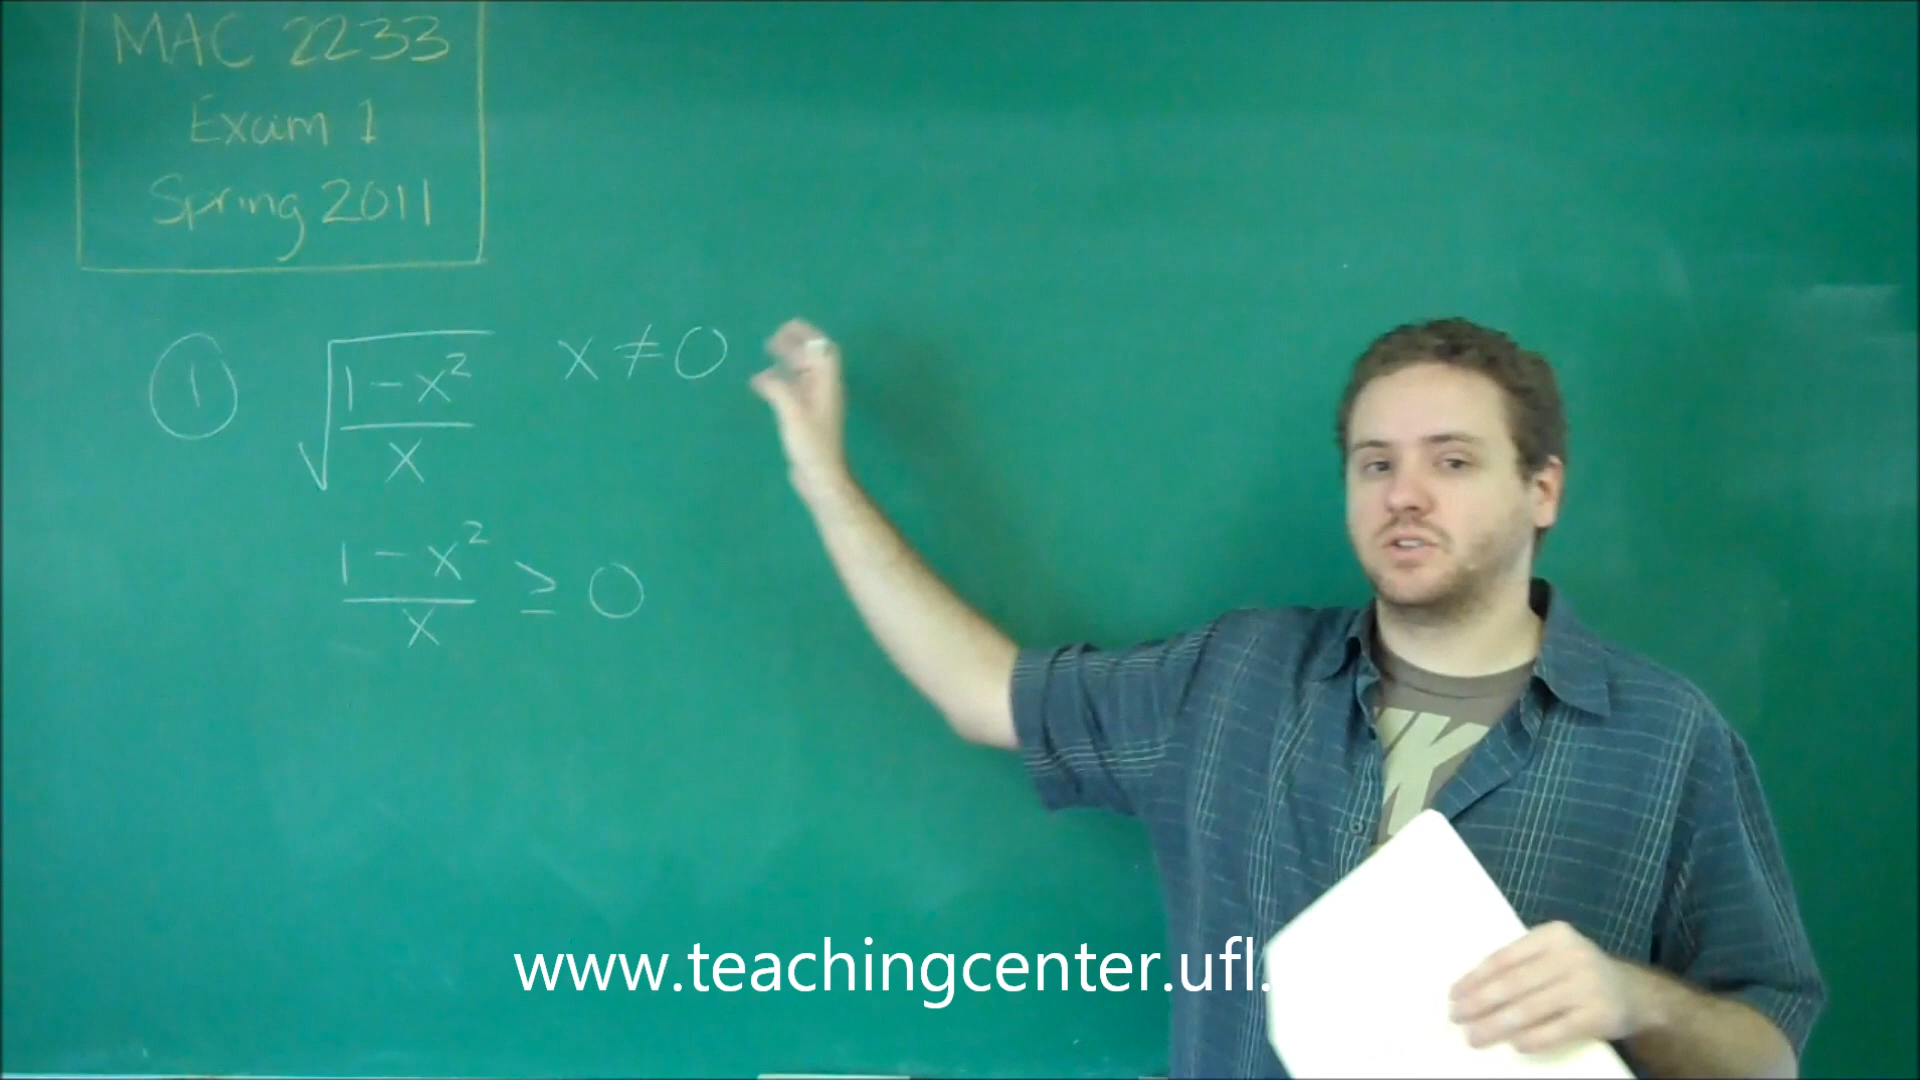 MAC 2233
Exam 1
Spring 2011
① √((1-x²)/x) x ≠ 0
(1-x²)/x ≥ 0
www.teachingcenter.ufl.